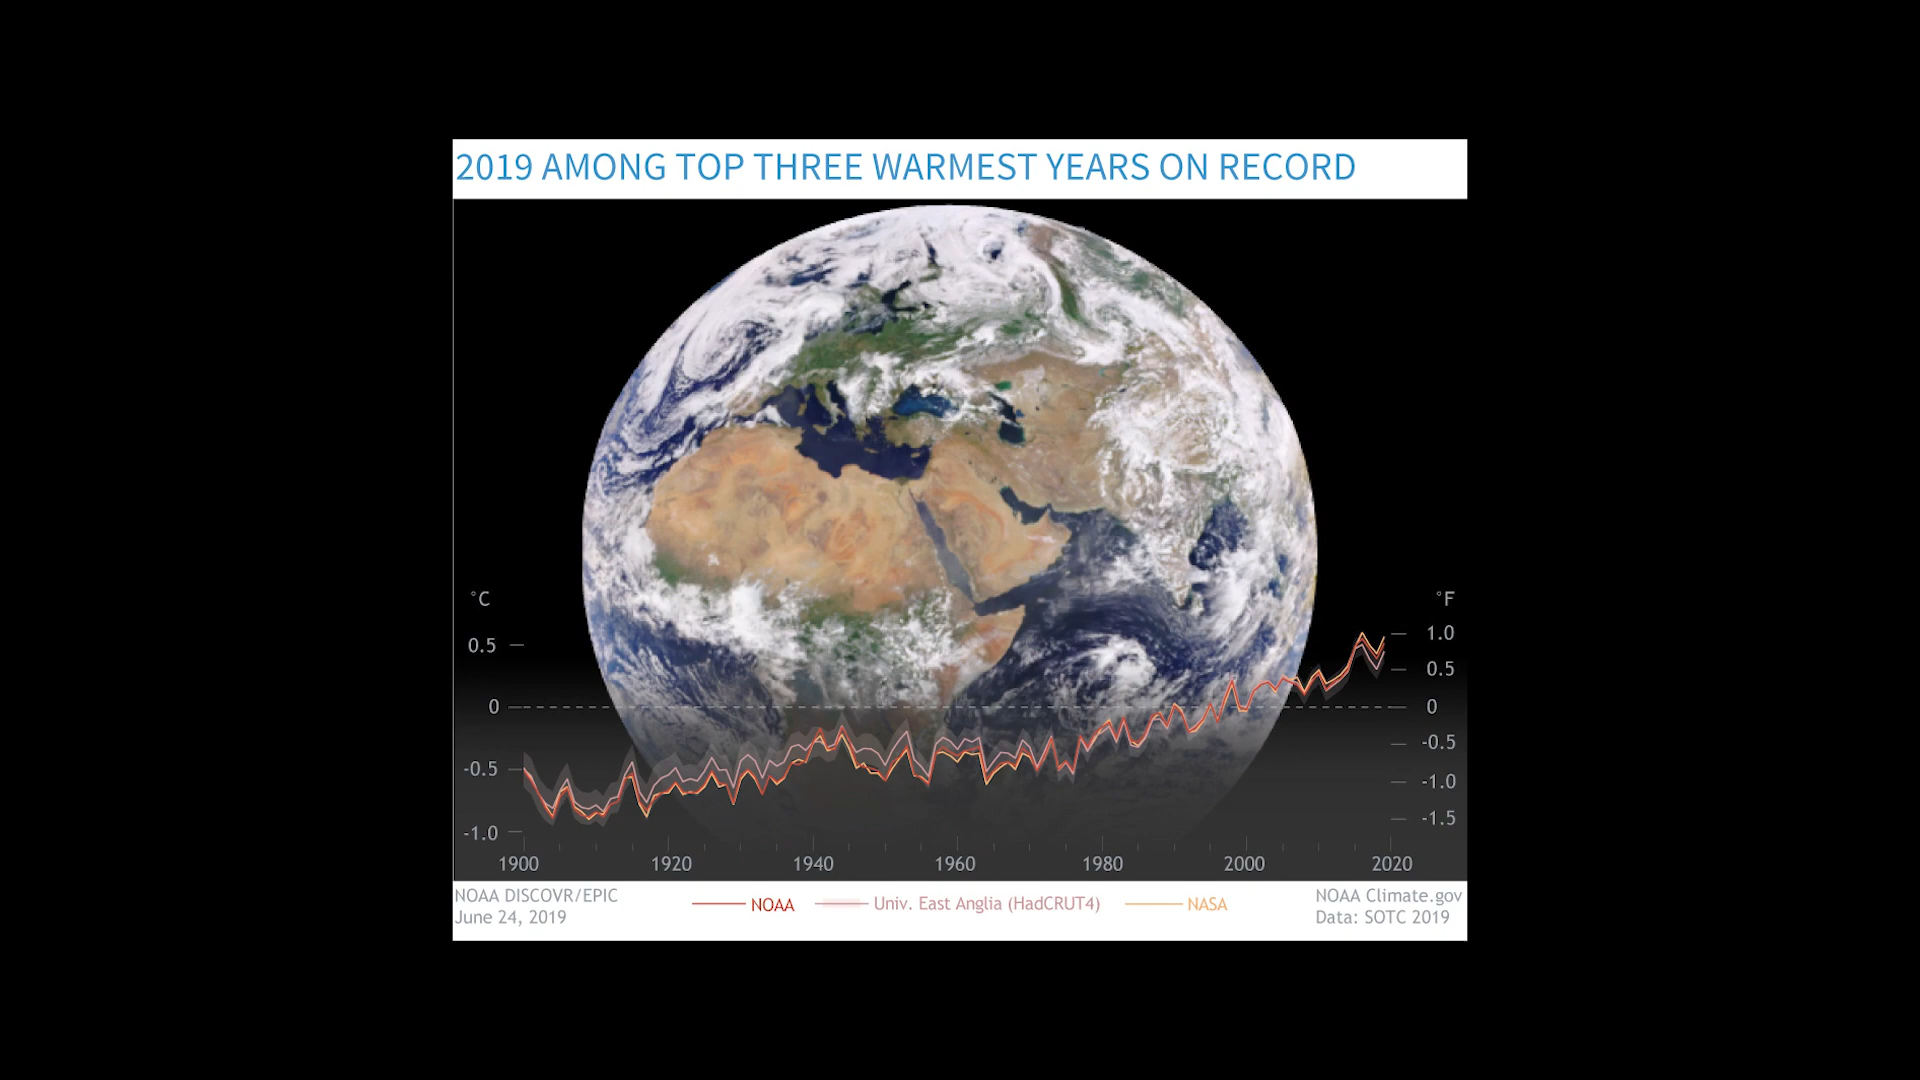 2019 AMONG TOP THREE WARMEST YEARS ON RECORD
°C
°F
0.5
1.0
0.5
0
0
-0.5
-0.5
-1.0
-1.0
-1.5
1900 1920 1940 1960 1980 2000 2020
NOAA DISCOVR/EPIC
June 24, 2019
NOAA
Univ. East Anglia (HadCRUT4)
NASA
NOAA Climate.gov
Data: SOTC 2019